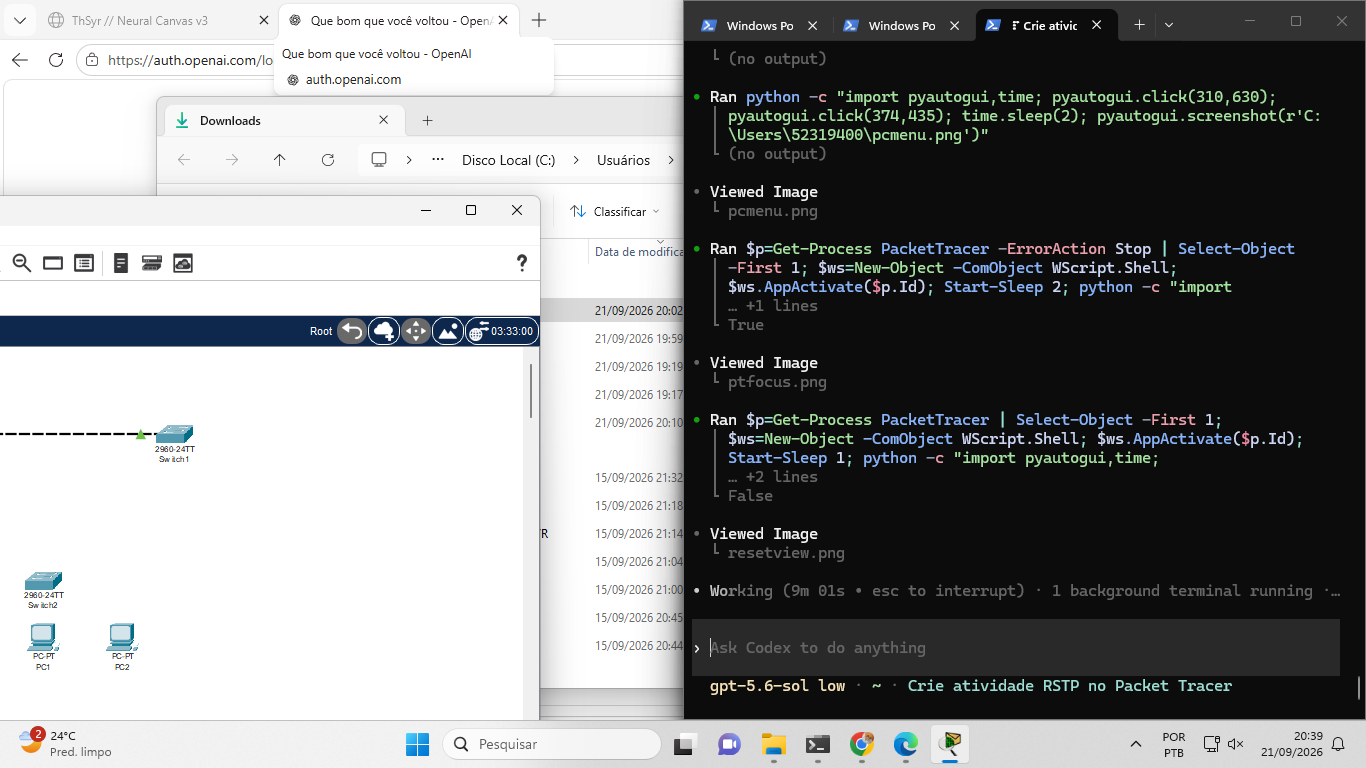 ThSyr // Neural Canvas v3
Que bom que você voltou - Open
https://auth.openai.com/lo
Que bom que você voltou - OpenAI
auth.openai.com
Downloads
Disco Local (C:)
Usuários
Classificar
Data de modifica
21/09/2026 20:02
21/09/2026 19:59
21/09/2026 19:19
21/09/2026 19:17
21/09/2026 20:10
15/09/2026 21:32
15/09/2026 21:18
R
15/09/2026 21:14
15/09/2026 21:04
15/09/2026 21:00
15/09/2026 20:45
15/09/2026 20:44
?
Root
03:33:00
2960-24TT
Switch1
2960-24TT
Switch2
PC-PT
PC1
PC-PT
PC2
Windows Po
Windows Po
Crie ativic
└ (no output)
• Ran python -c "import pyautogui,time; pyautogui.click(310,630);
pyautogui.click(374,435); time.sleep(2); pyautogui.screenshot(r'C:
\Users\52319400\pcmenu.png')"
└ (no output)
• Viewed Image
└ pcmenu.png
• Ran $p=Get-Process PacketTracer -ErrorAction Stop | Select-Object
-First 1; $ws=New-Object -ComObject WScript.Shell;
$ws.AppActivate($p.Id); Start-Sleep 2; python -c "import
… +1 lines
└ True
• Viewed Image
└ ptfocus.png
• Ran $p=Get-Process PacketTracer | Select-Object -First 1;
$ws=New-Object -ComObject WScript.Shell; $ws.AppActivate($p.Id);
Start-Sleep 1; python -c "import pyautogui,time;
… +2 lines
└ False
• Viewed Image
└ resetview.png
• Working (9m 01s • esc to interrupt) · 1 background terminal running ·…
› Ask Codex to do anything
gpt-5.6-sol low · ~ · Crie atividade RSTP no Packet Tracer
2
24°C
Pred. limpo
Pesquisar
POR
PTB
20:39
21/09/2026